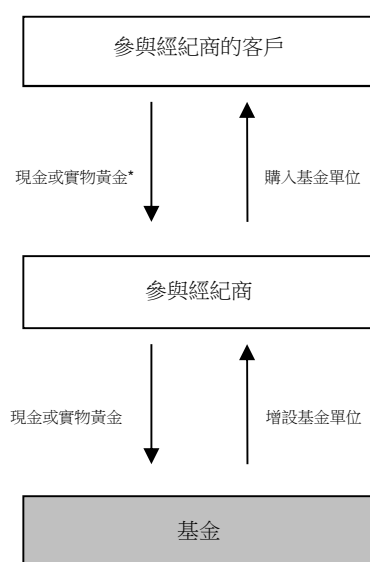 參與經紀商的客戶
現金或實物黃金*
購入基金單位
參與經紀商
現金或實物黃金
增設基金單位
基金